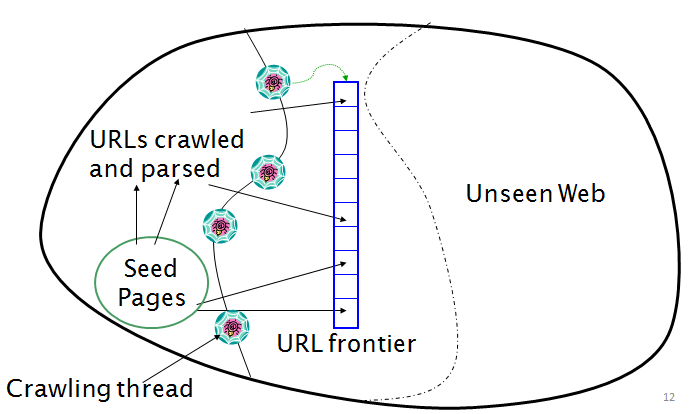 URLs crawled
and parsed
Unseen Web
Seed
Pages
URL frontier
Crawling thread
12